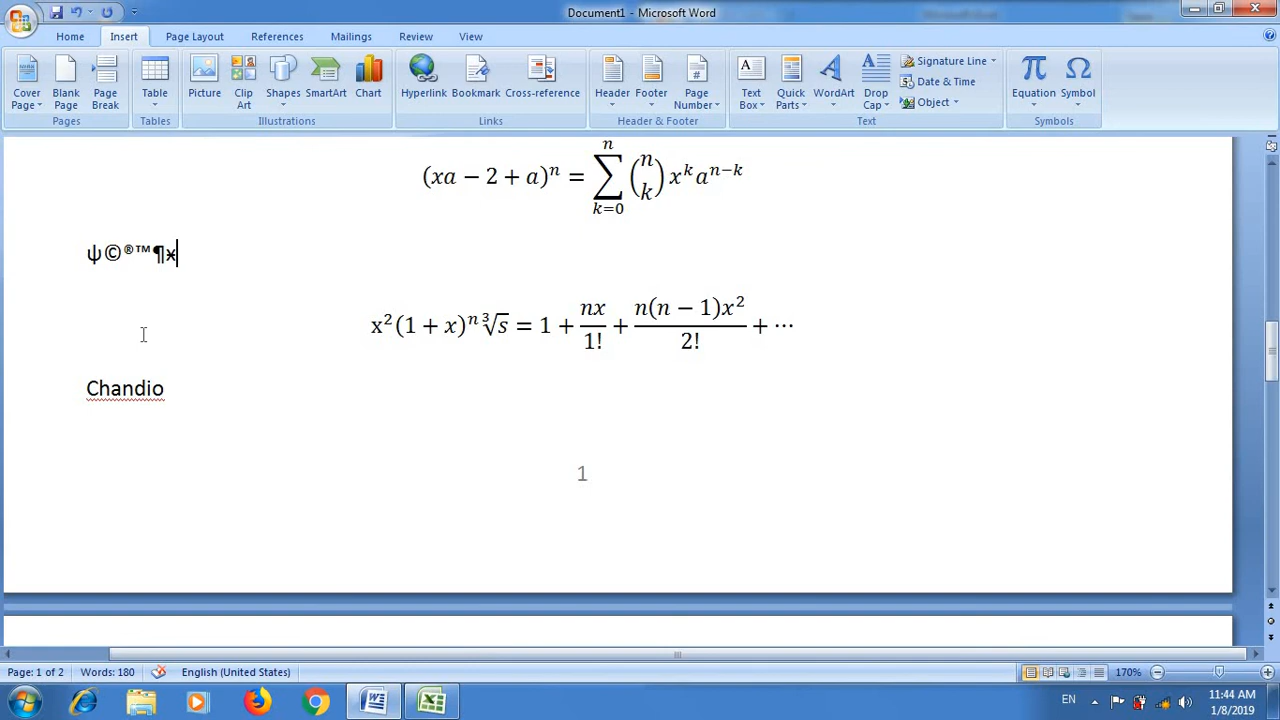 Document1 - Microsoft Word
Home Insert Page Layout References Mailings Review View
Cover Page Blank Page Page Break Table Picture Clip Art Shapes SmartArt Chart Hyperlink Bookmark Cross-reference Header Footer Page Number Text Box Quick Parts WordArt Drop Cap Signature Line Date & Time Object Equation Symbol
Pages Tables Illustrations Links Header & Footer Text Symbols
(xa − 2 + a)ⁿ = ∑ₖ₌₀ⁿ (n k) xᵏaⁿ⁻ᵏ
ψ©®™¶ӿ
x²(1 + x)ⁿ∛s = 1 + nx/1! + n(n − 1)x²/2! + ⋯
Chandio
1
Page: 1 of 2 Words: 180 English (United States) 170%
EN 11:44 AM
1/8/2019